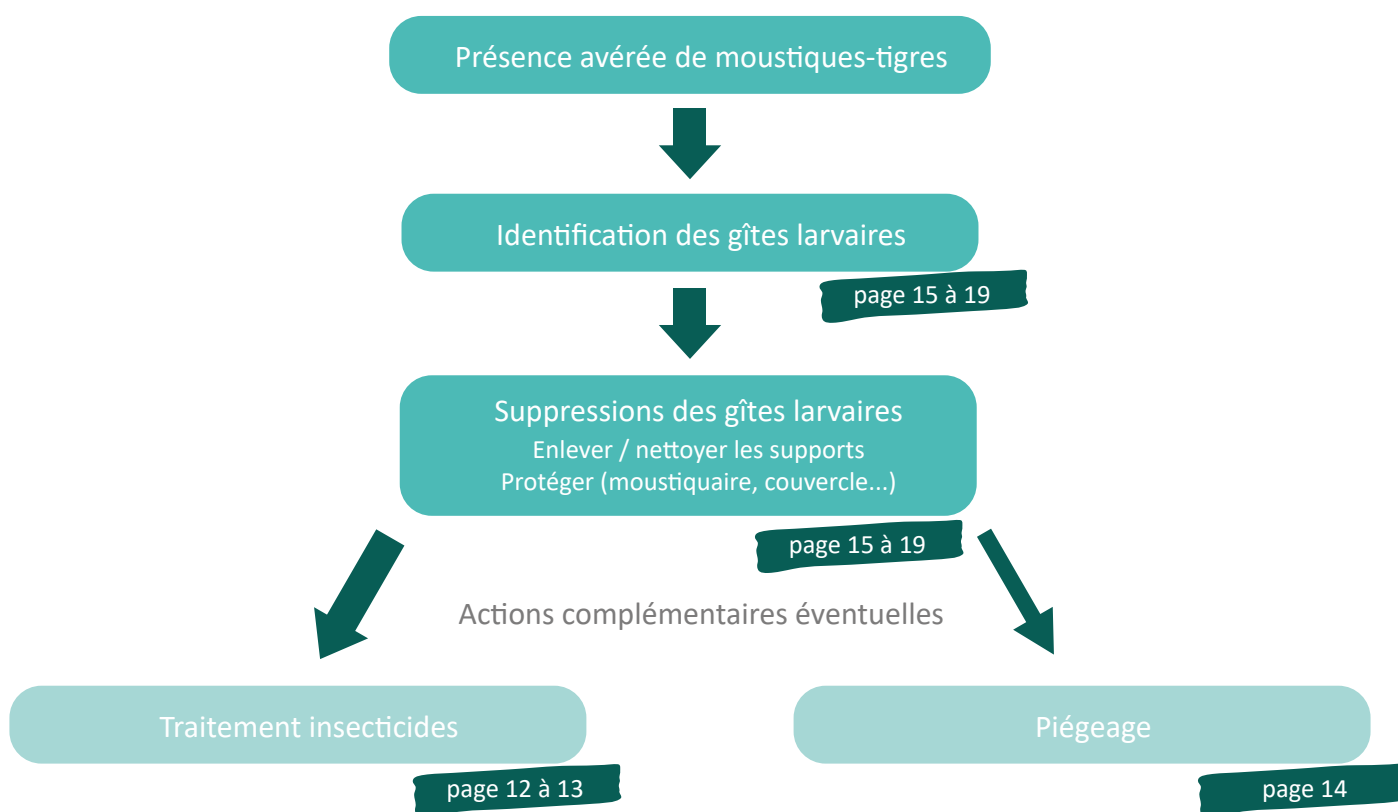 Présence avérée de moustiques-tigres
Identification des gîtes larvaires
page 15 à 19
Suppressions des gîtes larvaires
Enlever / nettoyer les supports
Protéger (moustiquaire, couvercle...)
page 15 à 19
Actions complémentaires éventuelles
Traitement insecticides
Piégeage
page 12 à 13
page 14